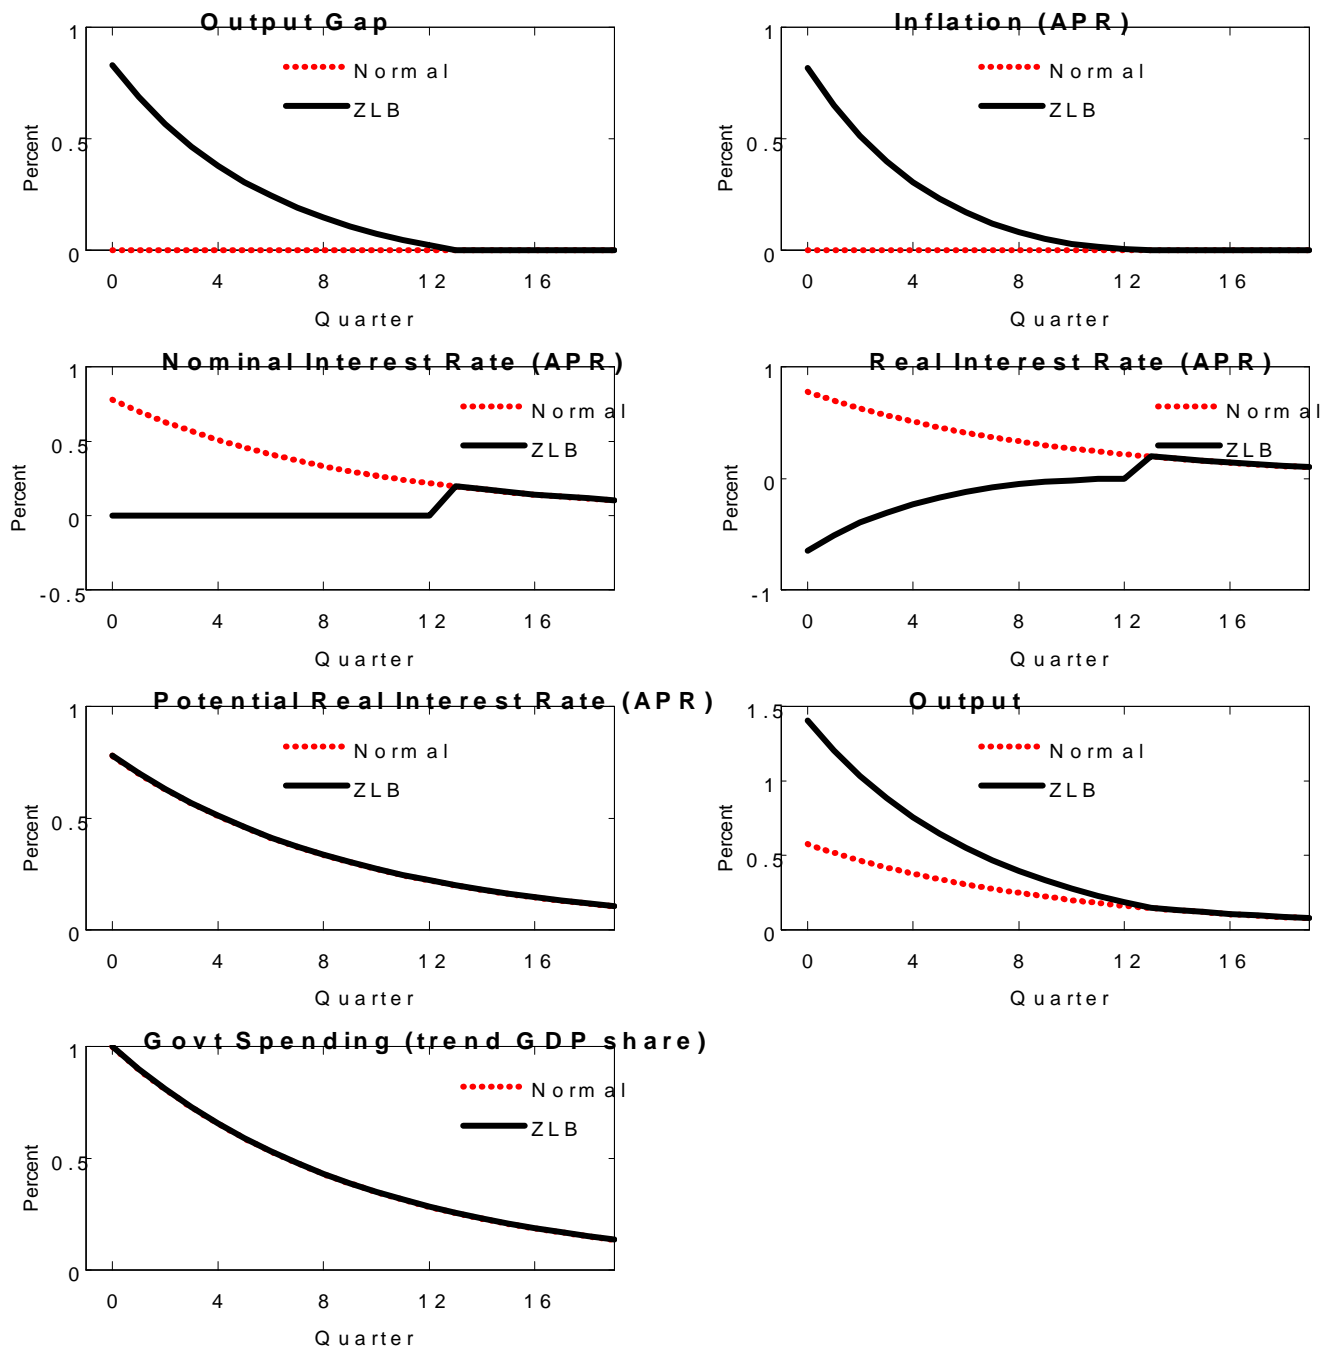 Output Gap
1
0.5
0
Percent
Normal
ZLB
0 4 8 12 16
Quarter
Inflation (APR)
1
0.5
0
Percent
Normal
ZLB
0 4 8 12 16
Quarter
Nominal Interest Rate (APR)
1
0.5
0
-0.5
Percent
Normal
ZLB
0 4 8 12 16
Quarter
Real Interest Rate (APR)
1
0
-1
Percent
Normal
ZLB
0 4 8 12 16
Quarter
Potential Real Interest Rate (APR)
1
0.5
0
Percent
Normal
ZLB
0 4 8 12 16
Quarter
Output
1.5
1
0.5
0
Percent
Normal
ZLB
0 4 8 12 16
Quarter
Govt Spending (trend GDP share)
1
0.5
0
Percent
Normal
ZLB
0 4 8 12 16
Quarter